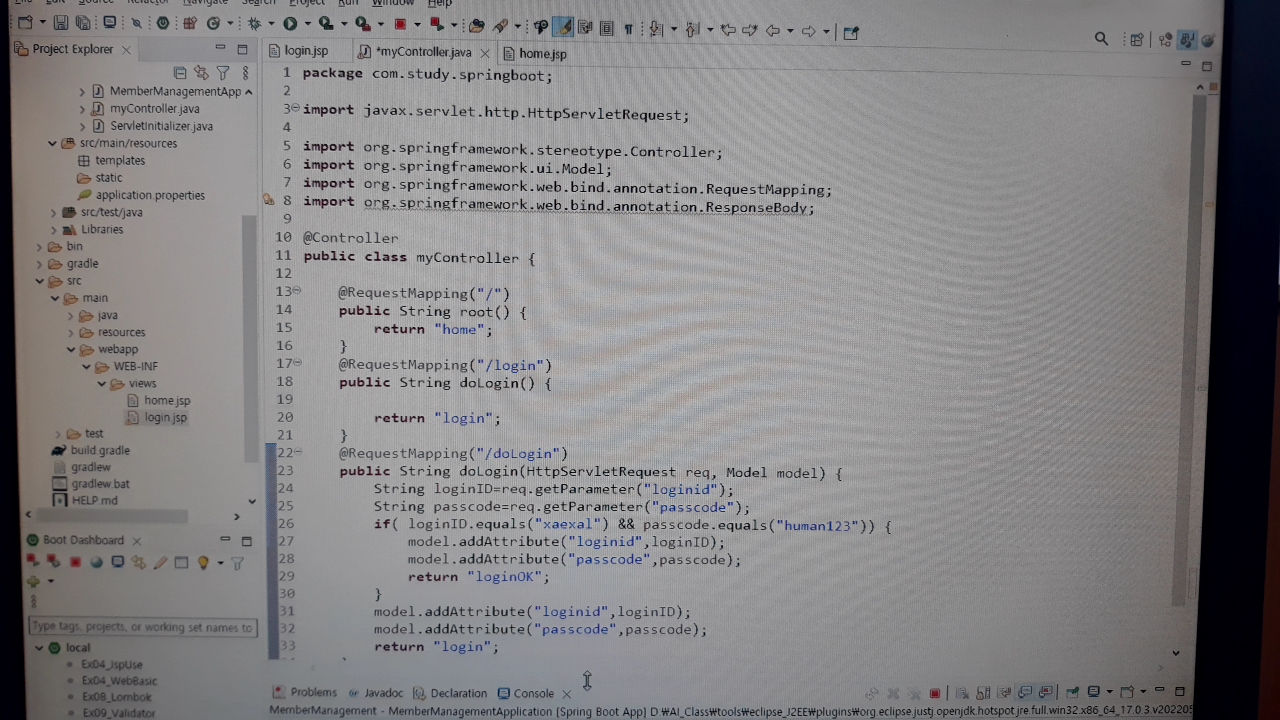 File Edit Source Refactor Navigate Search Project Run Window Help
Project Explorer
MemberManagementApp
myController.java
ServletInitializer.java
src/main/resources
templates
static
application.properties
src/test/java
Libraries
bin
gradle
src
main
java
resources
webapp
WEB-INF
views
home.jsp
login.jsp
test
build.gradle
gradlew
gradlew.bat
HELP.md
Boot Dashboard
Type tags, projects, or working set names to
local
Ex04_JspUse
Ex04_WebBasic
Ex08_Lombok
Ex09_Validator
login.jsp *myController.java home.jsp
1 package com.study.springboot;
2
3 import javax.servlet.http.HttpServletRequest;
4
5 import org.springframework.stereotype.Controller;
6 import org.springframework.ui.Model;
7 import org.springframework.web.bind.annotation.RequestMapping;
8 import org.springframework.web.bind.annotation.ResponseBody;
9
10 @Controller
11 public class myController {
12
13 @RequestMapping("/")
14 public String root() {
15 return "home";
16 }
17 @RequestMapping("/login")
18 public String doLogin() {
19
20 return "login";
21 }
22 @RequestMapping("/doLogin")
23 public String doLogin(HttpServletRequest req, Model model) {
24 String loginID=req.getParameter("loginid");
25 String passcode=req.getParameter("passcode");
26 if( loginID.equals("xaexal") && passcode.equals("human123")) {
27 model.addAttribute("loginid",loginID);
28 model.addAttribute("passcode",passcode);
29 return "loginOK";
30 }
31 model.addAttribute("loginid",loginID);
32 model.addAttribute("passcode",passcode);
33 return "login";
Problems Javadoc Declaration Console
MemberManagement - MemberManagementApplication [Spring Boot App] D:₩AI_Class₩tools₩eclipse_J2EE₩plugins₩org.eclipse.justj.openjdk.hotspot.jre.full.win32.x86_64_17.0.3.v202205